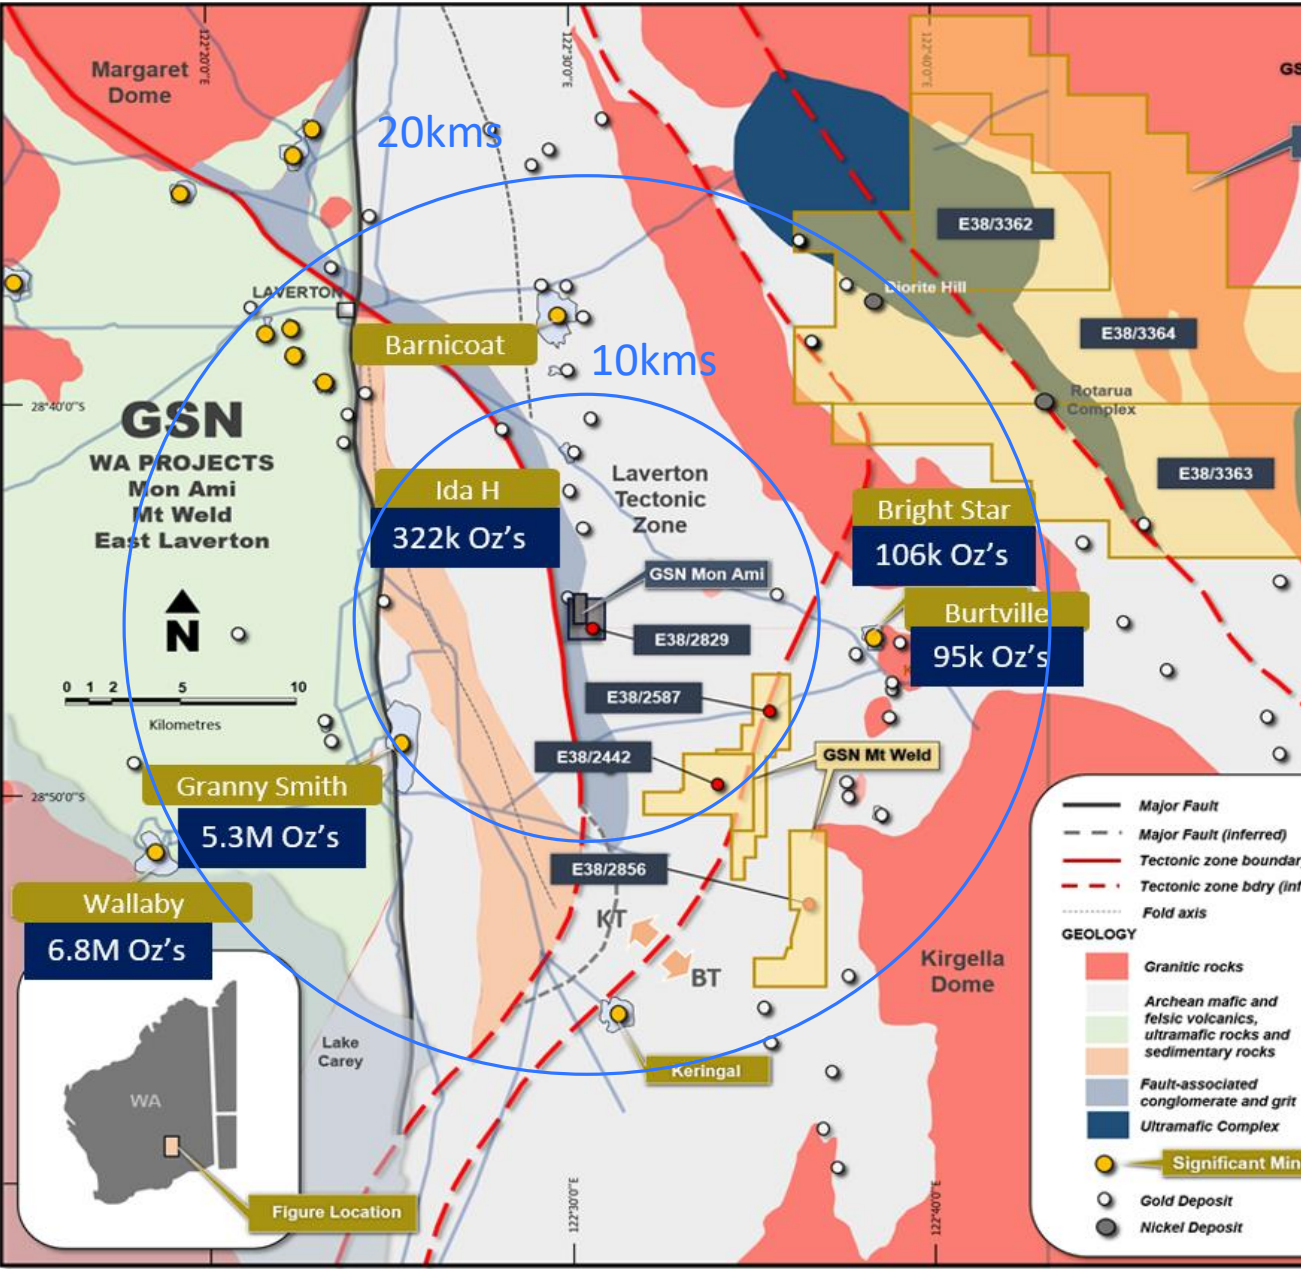 Margaret
Dome
122°20'0"E
122°30'0"E
122°40'0"E
GS
20kms
E38/3362
LAVERTON
Diorite Hill
Barnicoat
10kms
E38/3364
28°40'0"S
Rotarua
Complex
GSN
WA PROJECTS
Mon Ami
Mt Weld
East Laverton
Laverton
Tectonic
Zone
E38/3363
Ida H
322k Oz's
Bright Star
106k Oz's
GSN Mon Ami
N
E38/2829
Burtville
95k Oz's
K
0 1 2 5 10
Kilometres
E38/2587
E38/2442
GSN Mt Weld
Granny Smith
5.3M Oz's
28°50'0"S
E38/2856
Wallaby
6.8M Oz's
KT
BT
Kirgella
Dome
Lake
Carey
Keringal
WA
Figure Location
122°30'0"E
122°40'0"E
Major Fault
Major Fault (inferred)
Tectonic zone boundar
Tectonic zone bdry (inf
Fold axis
GEOLOGY
Granitic rocks
Archean mafic and
felsic volcanics,
ultramafic rocks and
sedimentary rocks
Fault-associated
conglomerate and grit
Ultramafic Complex
Significant Min
Gold Deposit
Nickel Deposit